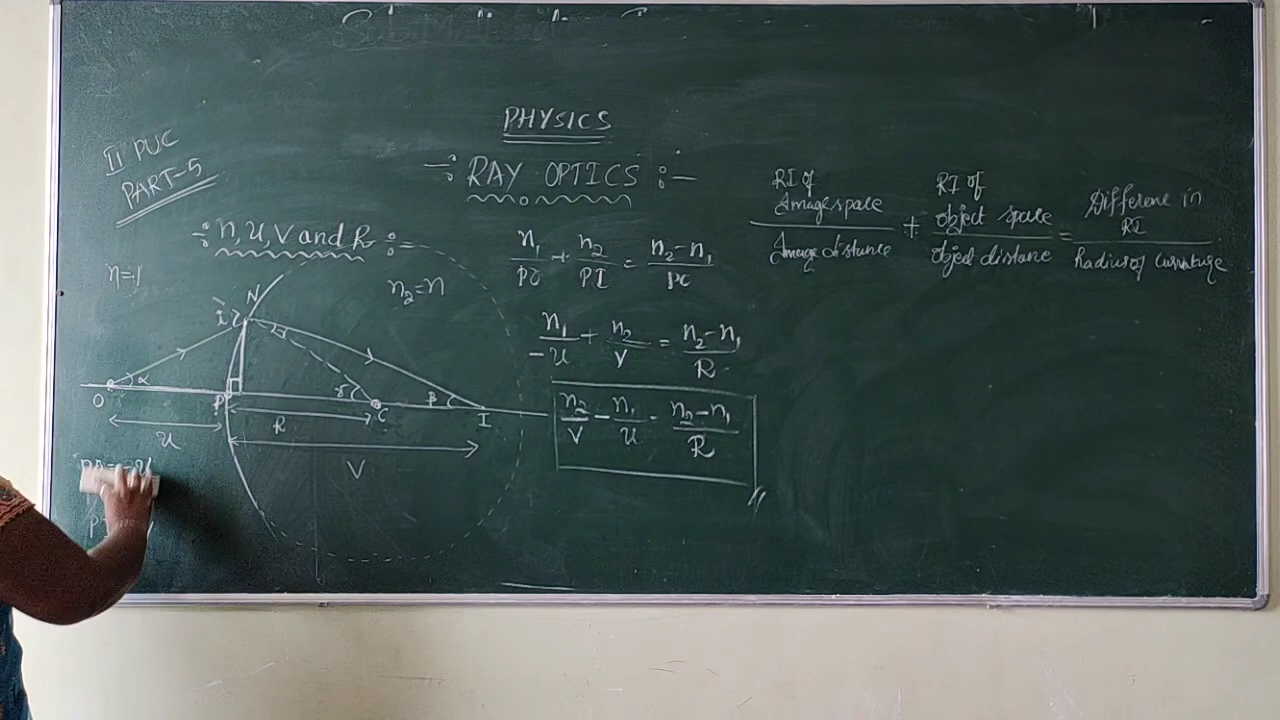 II PUC
PART-5
PHYSICS
-: RAY OPTICS :-
-: n, u, v and R :-
n=1
n₂=n
N
i
α
O
P
γ
C
β
I
u
R
V
n₁/PO + n₂/PI = n₂-n₁/PC
n₁/-u + n₂/V = n₂-n₁/R
n₂/V - n₁/u = n₂-n₁/R
RI of Image space / Image distance + RI of object space / object distance = Difference in RI / Radius of curvature